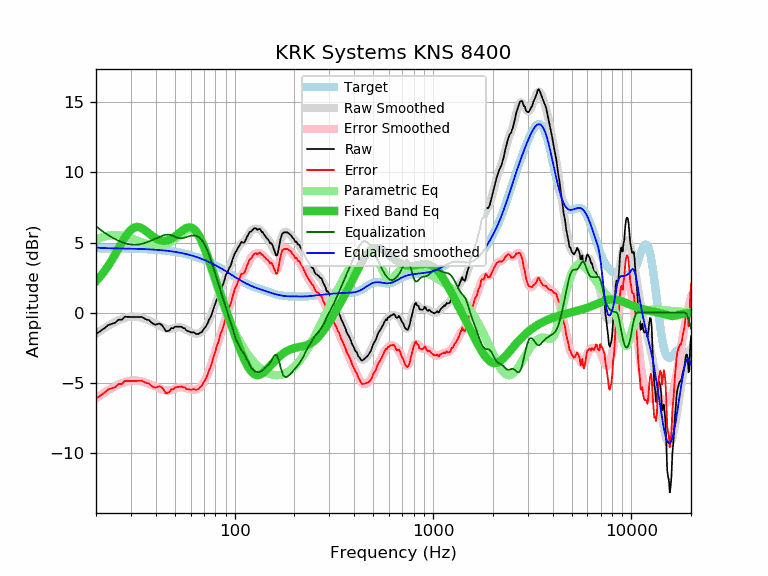 KRK Systems KNS 8400
Amplitude (dBr)
15
10
5
0
−5
−10
Target
Raw Smoothed
Error Smoothed
Raw
Error
Parametric Eq
Fixed Band Eq
Equalization
Equalized smoothed
100
1000
10000
Frequency (Hz)